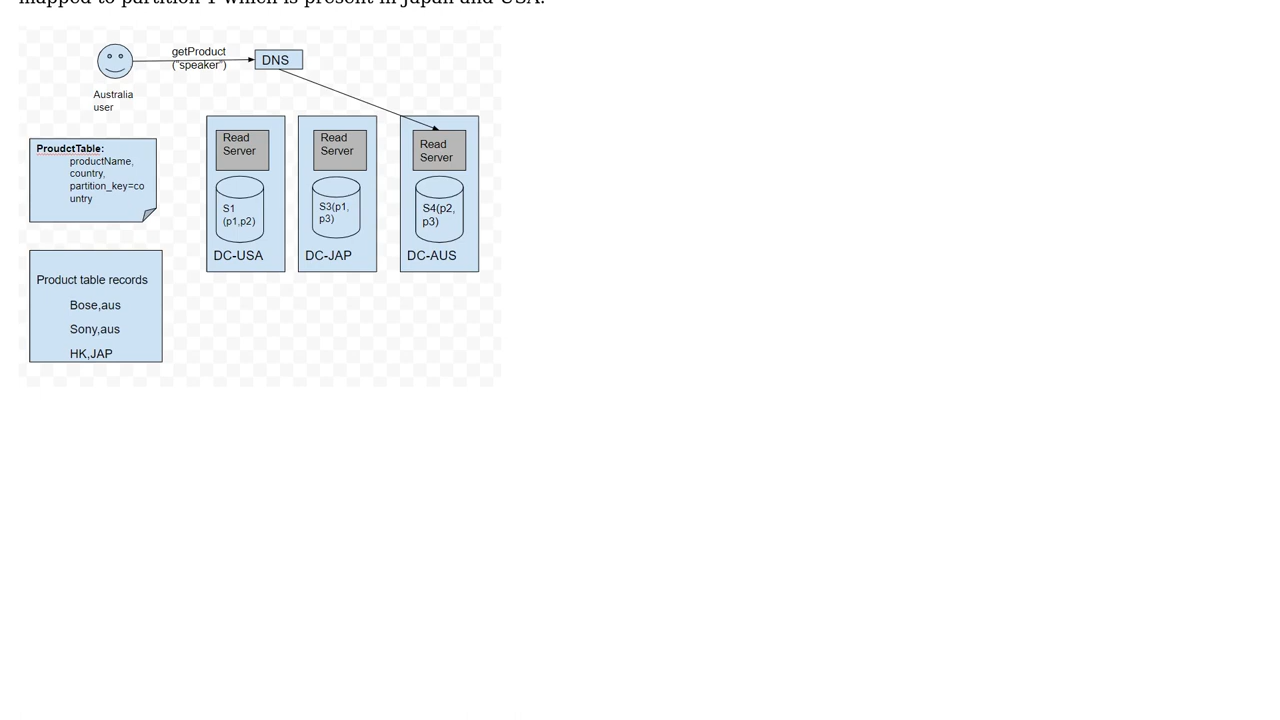 mapped to partition 1 which is present in Japan and USA.
getProduct
("speaker")
DNS
Australia
user
ProudctTable:
productName,
country,
partition_key=co
untry
Read
Server
S1
(p1,p2)
DC-USA
Read
Server
S3(p1,
p3)
DC-JAP
Read
Server
S4(p2,
p3)
DC-AUS
Product table records
Bose,aus
Sony,aus
HK,JAP